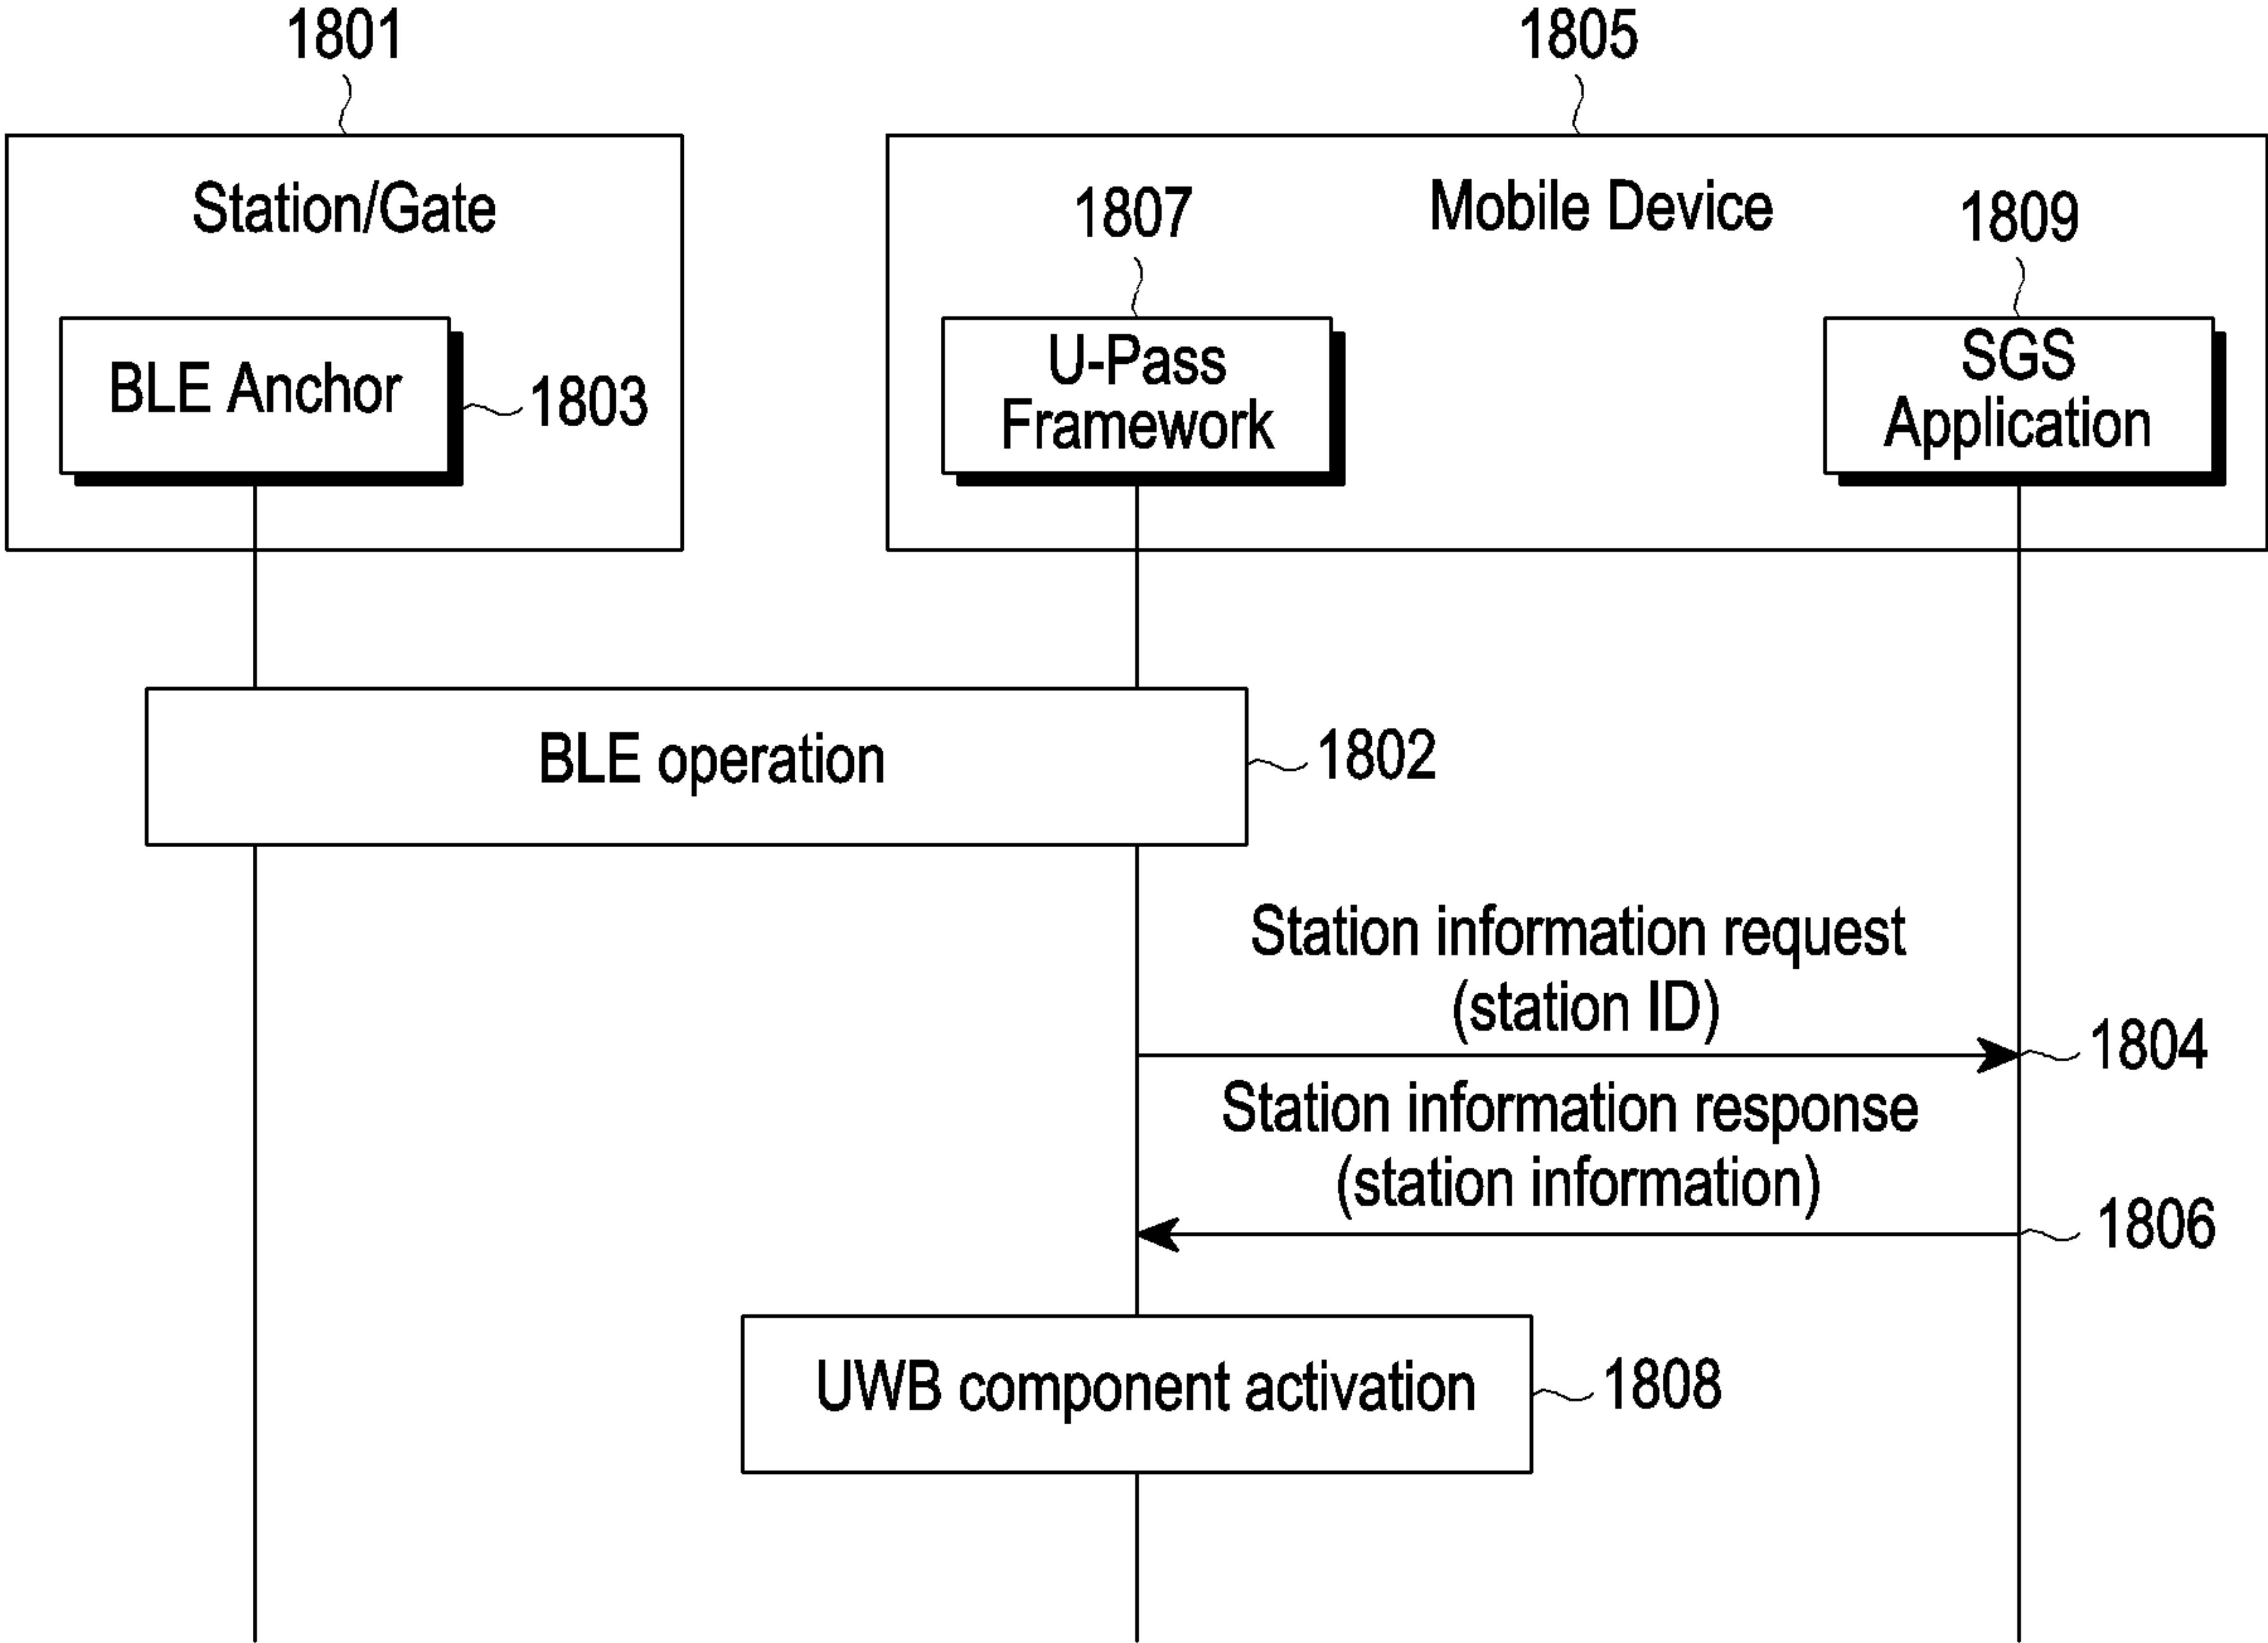 1801
1805
Station/Gate
Mobile Device
1807
1809
BLE Anchor
1803
U-Pass
Framework
SGS
Application
BLE operation
1802
Station information request
(station ID)
1804
Station information response
(station information)
1806
UWB component activation
1808